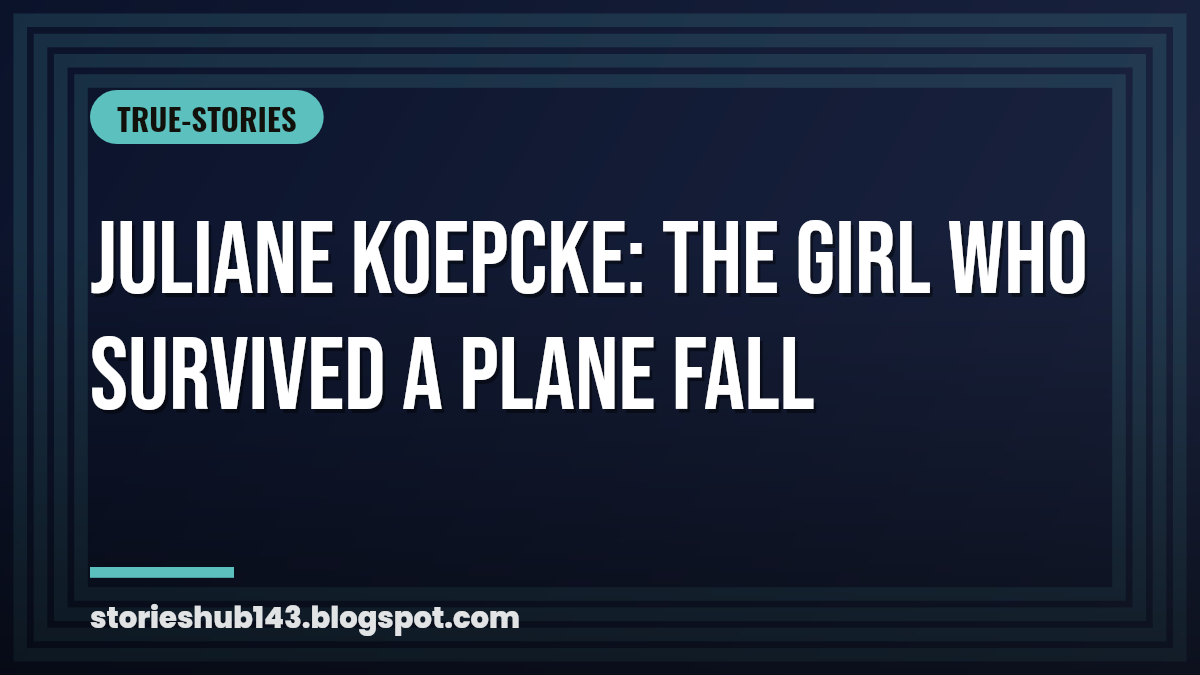 TRUE-STORIES
JULIANE KOEPCKE: THE GIRL WHO
SURVIVED A PLANE FALL
storieshub143.blogspot.com